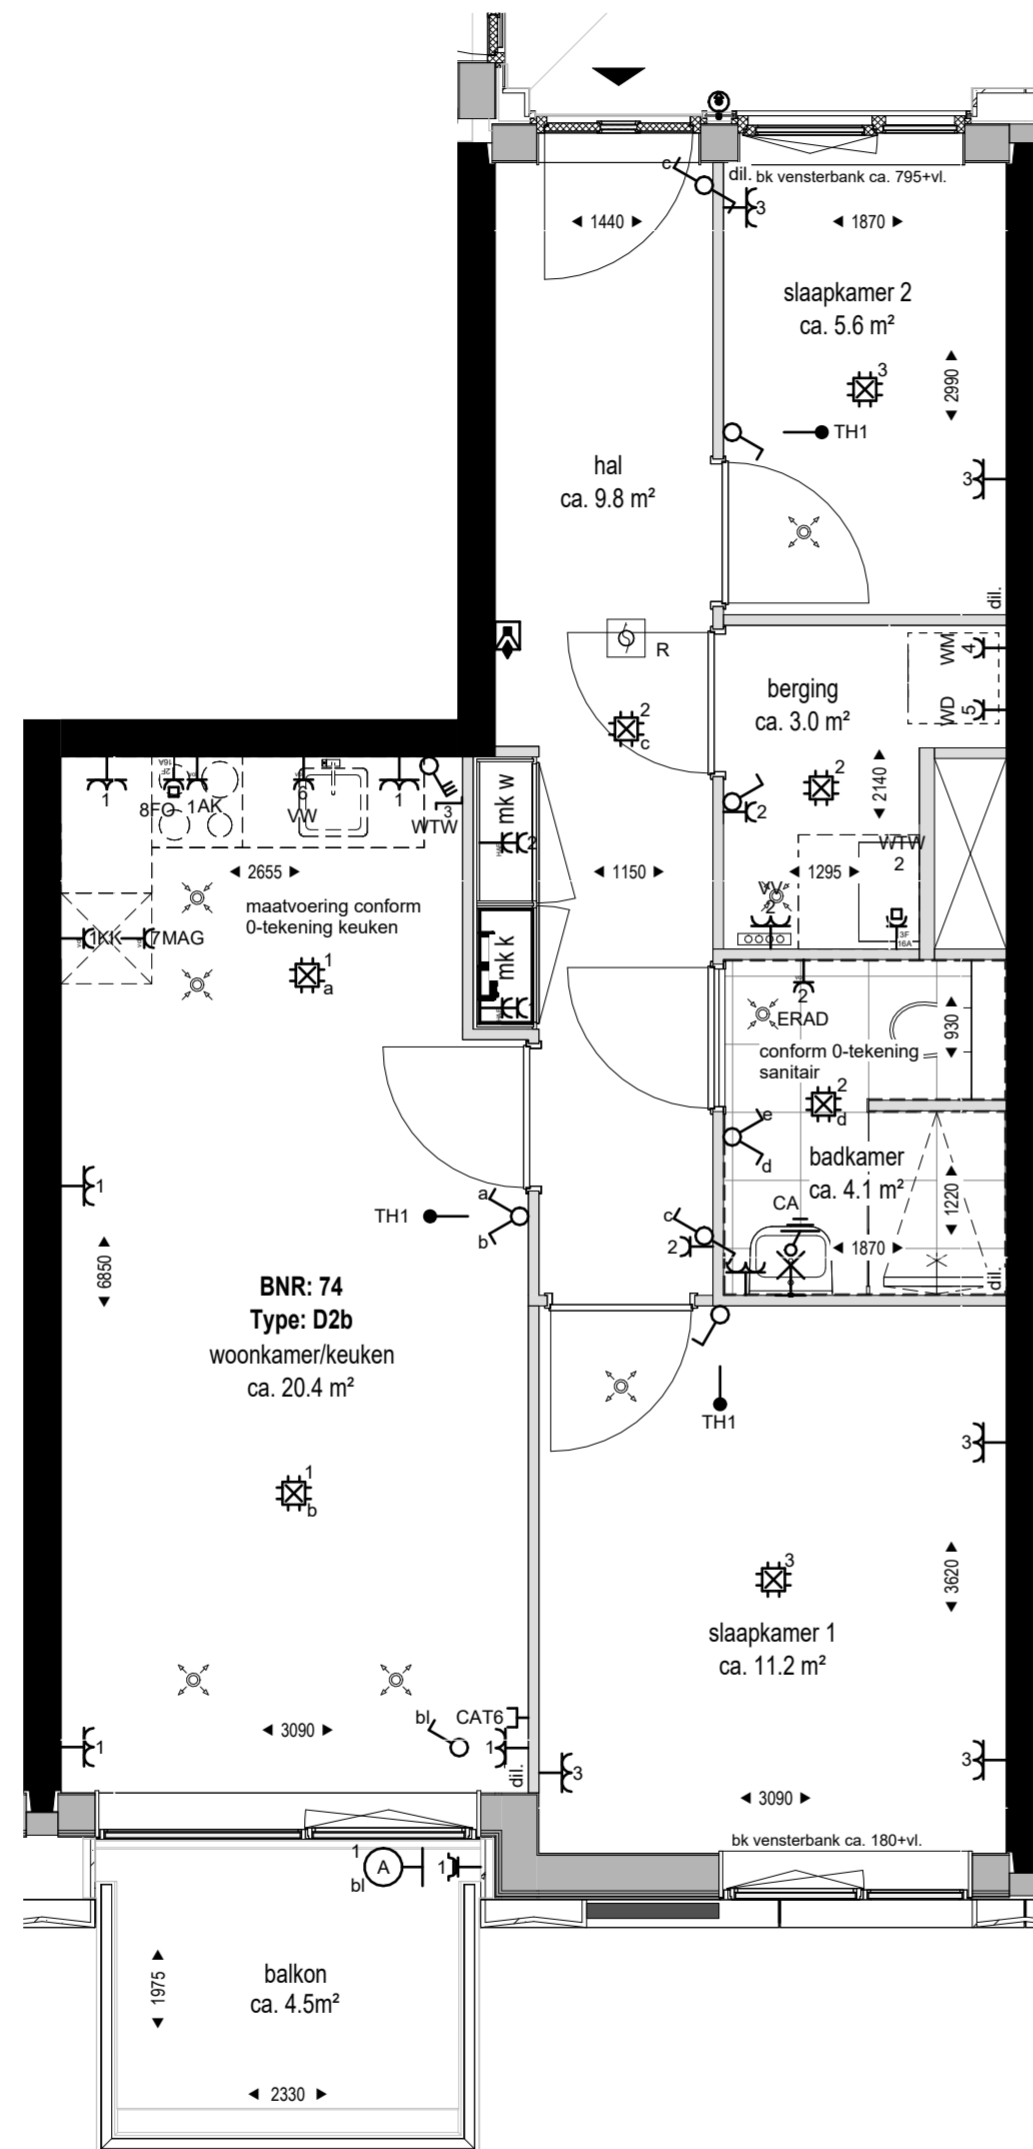 c
dil. bk vensterbank ca. 795+vl.
3
1440
1870
slaapkamer 2
ca. 5.6 m²
3
2990
TH1
hal
ca. 9.8 m²
3
dil.
R
WM
4
berging
ca. 3.0 m²
WD
5
2
c
2
2140
2
1
8FO
1AK
VW
1
3
WTW
mk w
2
WTW
2
2655
1150
1295
VV
2
3F
16A
maatvoering conform
0-tekening keuken
1KK
7MAG
mk k
1
a
2
ERAD
930
conform 0-tekening
sanitair
2
d
e
d
badkamer
ca. 4.1 m²
1220
CA
1
TH1
a
b
c
2
1870
dil.
6850
BNR: 74
Type: D2b
woonkamer/keuken
ca. 20.4 m²
TH1
3
1
b
3
3620
slaapkamer 1
ca. 11.2 m²
bl
CAT6
3090
1
1
dil.
3
3
3090
bk vensterbank ca. 180+vl.
1
bl
A
1
balkon
ca. 4.5m²
1975
2330